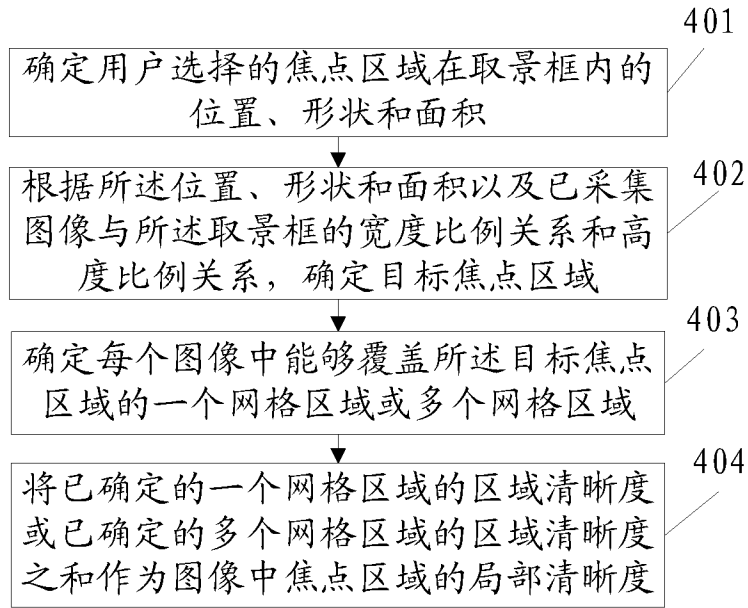 401
确定用户选择的焦点区域在取景框内的
位置、形状和面积
402
根据所述位置、形状和面积以及已采集
图像与所述取景框的宽度比例关系和高
度比例关系，确定目标焦点区域
403
确定每个图像中能够覆盖所述目标焦点
区域的一个网格区域或多个网格区域
404
将已确定的一个网格区域的区域清晰度
或已确定的多个网格区域的区域清晰度
之和作为图像中焦点区域的局部清晰度